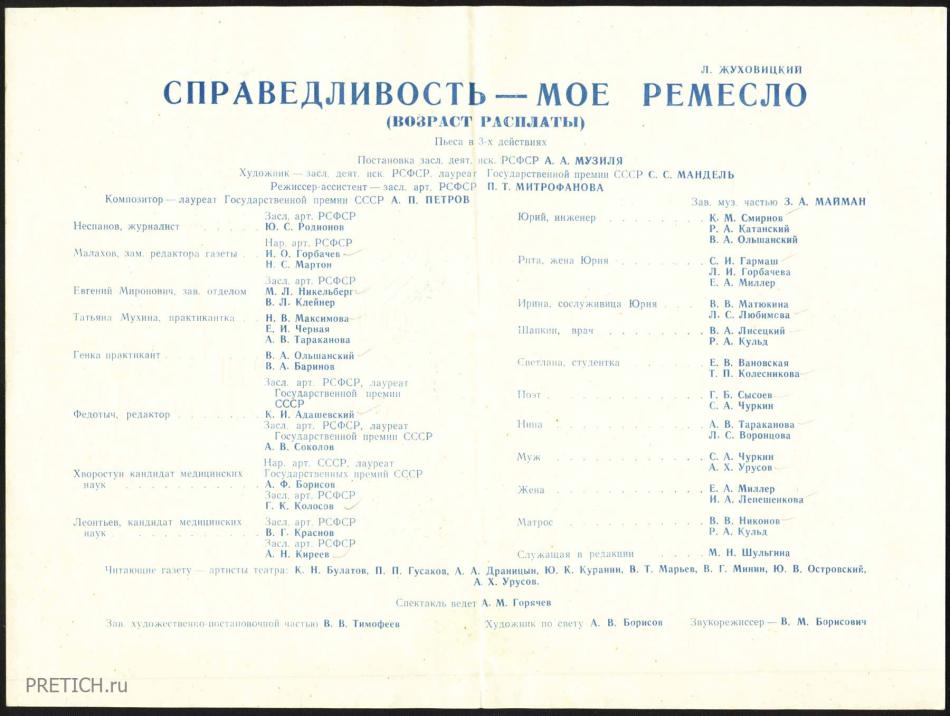 Л. ЖУХОВИЦКИЙ
СПРАВЕДЛИВОСТЬ — МОЕ РЕМЕСЛО
(ВОЗРАСТ РАСПЛАТЫ)
Пьеса в 3-х действиях
Постановка засл. деят. иск. РСФСР А. А. МУЗИЛЯ
Художник — засл. деят. иск. РСФСР, лауреат Государственной премии СССР С. С. МАНДЕЛЬ
Режиссер-ассистент — засл. арт. РСФСР П. Т. МИТРОФАНОВА
Композитор — лауреат Государственной премии СССР А. П. ПЕТРОВ
Зав. муз. частью З. А. МАЙМАН
Засл. арт. РСФСР
Неспанов, журналист . . . . . . Ю. С. Родионов
Нар. арт. РСФСР
Малахов, зам. редактора газеты . . И. О. Горбачев
Н. С. Мартон
Засл. арт. РСФСР
Евгений Миронович, зав. отделом М. Л. Никельберг
В. Л. Клейнер
Татьяна Мухина, практикантка . . Н. В. Максимова
Е. И. Черная
А. В. Тараканова
Генка практикант . . . . . . . . В. А. Ольшанский
В. А. Баринов
Засл. арт. РСФСР, лауреат
Государственной премии
СССР
Федотыч, редактор . . . . . . . К. И. Адашевский
Засл. арт. РСФСР, лауреат
Государственной премии СССР
А. В. Соколов
Нар. арт. СССР, лауреат
Хворостун кандидат медицинских Государственных премий СССР
наук . . . . . . . . . . . А. Ф. Борисов
Засл. арт. РСФСР
Г. К. Колосов
Леонтьев, кандидат медицинских Засл. арт. РСФСР
наук . . . . . . . . . . . В. Г. Краснов
Засл. арт. РСФСР
А. Н. Киреев
Юрий, инженер . . . . . . . . К. М. Смирнов
Р. А. Катанский
В. А. Ольшанский
Рита, жена Юрия . . . . . . . С. И. Гармаш
Л. И. Горбачева
Е. А. Миллер
Ирина, сослуживица Юрия . . . . В. В. Матюкина
Л. С. Любимова
Шапкин, врач . . . . . . . . В. А. Лисецкий
Р. А. Кульд
Светлана, студентка . . . . . . Е. В. Вановская
Т. П. Колесникова
Поэт . . . . . . . . . . . Г. Б. Сысоев
С. А. Чуркин
Нина . . . . . . . . . . . А. В. Тараканова
Л. С. Воронцова
Муж . . . . . . . . . . . С. А. Чуркин
А. Х. Урусов
Жена . . . . . . . . . . . Е. А. Миллер
И. А. Лепешенкова
Матрос . . . . . . . . . . В. В. Никонов
Р. А. Кульд
Служащая в редакции . . . . . М. Н. Шульгина
Читающие газету — артисты театра: К. Н. Булатов, П. П. Гусаков, А. А. Драницын, Ю. К. Куранин, В. Т. Марьев, В. Г. Минин, Ю. В. Островский,
А. Х. Урусов.
Спектакль ведет А. М. Горячев
Зав. художественно-постановочной частью В. В. Тимофеев Художник по свету А. В. Борисов Звукорежиссер — В. М. Борисович
PRETICH.ru